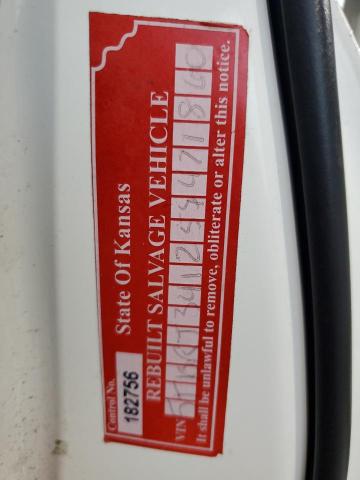 State Of Kansas
Control No. 182756
REBUILT SALVAGE VEHICLE
VIN
It shall be unlawful to remove, obliterate or alter this notice.